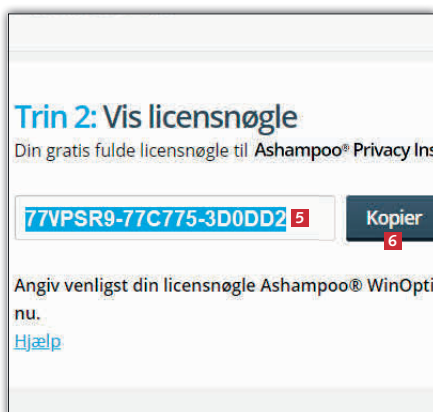 Trin 2: Vis licensnøgle
Din gratis fulde licensnøgle til Ashampoo® Privacy Ins
77VPSR9-77C775-3D0DD2 5
Kopier
6
Angiv venligst din licensnøgle Ashampoo® WinOpti
nu.
Hjælp